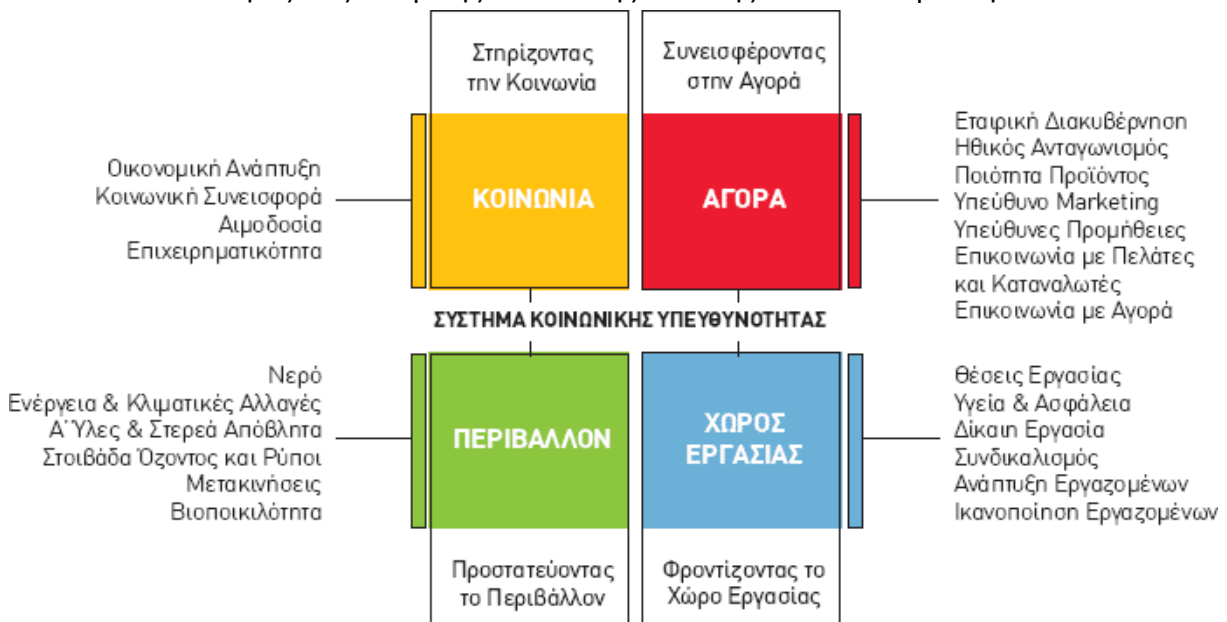 Στηρίζοντας
την Κοινωνία
Συνεισφέροντας
στην Αγορά
Οικονομική Ανάπτυξη
Κοινωνική Συνεισφορά
Αιμοδοσία
Επιχειρηματικότητα
ΚΟΙΝΩΝΙΑ
ΑΓΟΡΑ
Εταιρική Διακυβέρνηση
Ηθικός Ανταγωνισμός
Ποιότητα Προϊόντος
Υπεύθυνο Marketing
Υπεύθυνες Προμήθειες
Επικοινωνία με Πελάτες
και Καταναλωτές
Επικοινωνία με Αγορά
ΣΥΣΤΗΜΑ ΚΟΙΝΩΝΙΚΗΣ ΥΠΕΥΘΥΝΟΤΗΤΑΣ
Νερό
Ενέργεια & Κλιματικές Αλλαγές
Α΄ Ύλες & Στερεά Απόβλητα
Στοιβάδα Όζοντος και Ρύποι
Μετακινήσεις
Βιοποικιλότητα
ΠΕΡΙΒΑΛΛΟΝ
ΧΩΡΟΣ
ΕΡΓΑΣΙΑΣ
Θέσεις Εργασίας
Υγεία & Ασφάλεια
Δίκαιη Εργασία
Συνδικαλισμός
Ανάπτυξη Εργαζομένων
Ικανοποίηση Εργαζομένων
Προστατεύοντας
το Περιβάλλον
Φροντίζοντας το
Χώρο Εργασίας